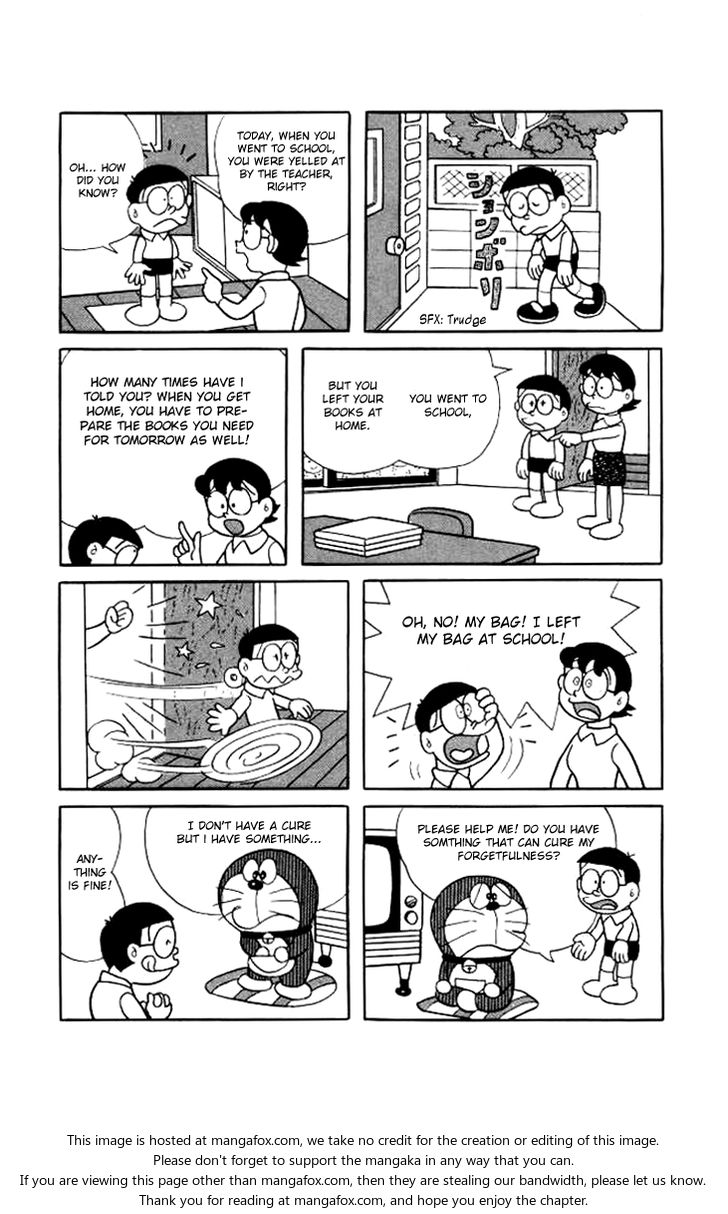 ションボリ
SFX: Trudge
TODAY, WHEN YOU
WENT TO SCHOOL,
YOU WERE YELLED AT
BY THE TEACHER,
RIGHT?
OH... HOW
DID YOU
KNOW?
YOU WENT TO
SCHOOL,
BUT YOU
LEFT YOUR
BOOKS AT
HOME.
HOW MANY TIMES HAVE I
TOLD YOU? WHEN YOU GET
HOME, YOU HAVE TO PRE-
PARE THE BOOKS YOU NEED
FOR TOMORROW AS WELL!
OH, NO! MY BAG! I LEFT
MY BAG AT SCHOOL!
PLEASE HELP ME! DO YOU HAVE
SOMTHING THAT CAN CURE MY
FORGETFULNESS?
I DON'T HAVE A CURE
BUT I HAVE SOMETHING...
ANY-
THING
IS FINE!
This image is hosted at mangafox.com, we take no credit for the creation or editing of this image.
Please don't forget to support the mangaka in any way that you can.
If you are viewing this page other than mangafox.com, then they are stealing our bandwidth, please let us know.
Thank you for reading at mangafox.com, and hope you enjoy the chapter.